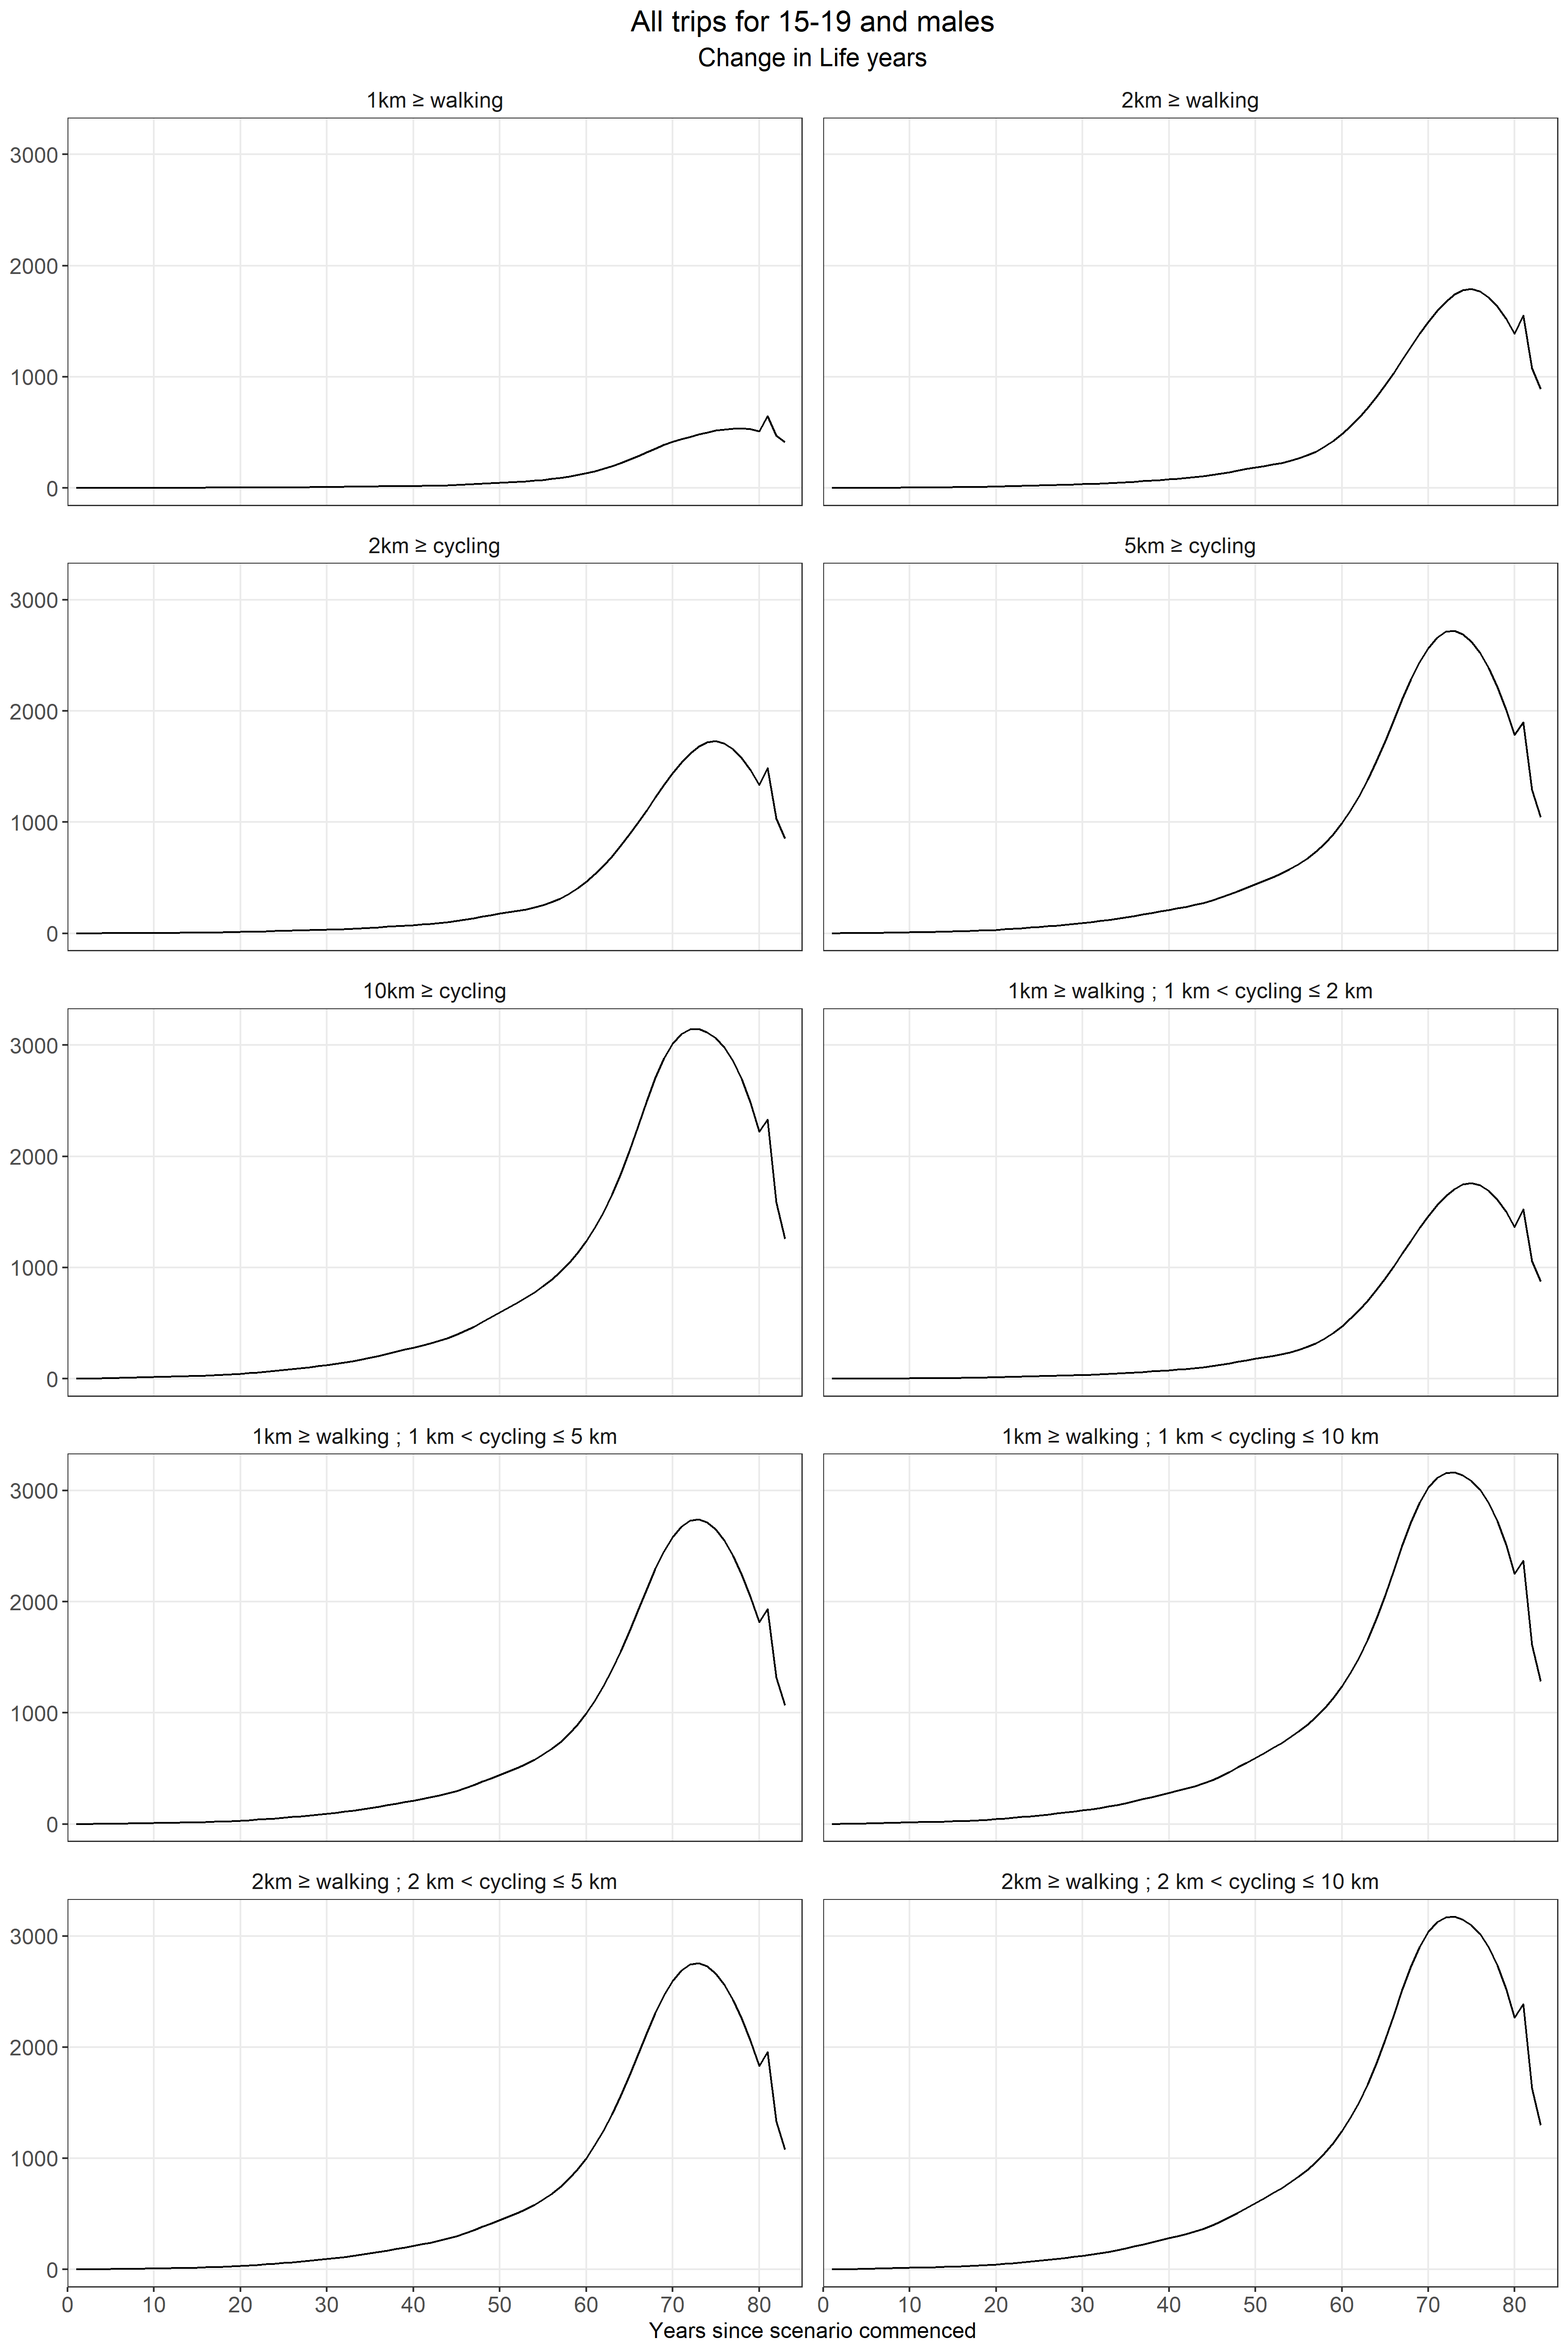 All trips for 15-19 and males
Change in Life years
1km ≥ walking
2km ≥ walking
3000
2000
1000
0
2km ≥ cycling
5km ≥ cycling
3000
2000
1000
0
10km ≥ cycling
1km ≥ walking ; 1 km < cycling ≤ 2 km
3000
2000
1000
0
1km ≥ walking ; 1 km < cycling ≤ 5 km
1km ≥ walking ; 1 km < cycling ≤ 10 km
3000
2000
1000
0
2km ≥ walking ; 2 km < cycling ≤ 5 km
2km ≥ walking ; 2 km < cycling ≤ 10 km
3000
2000
1000
0
0 10 20 30 40 50 60 70 80
0 10 20 30 40 50 60 70 80
Years since scenario commenced